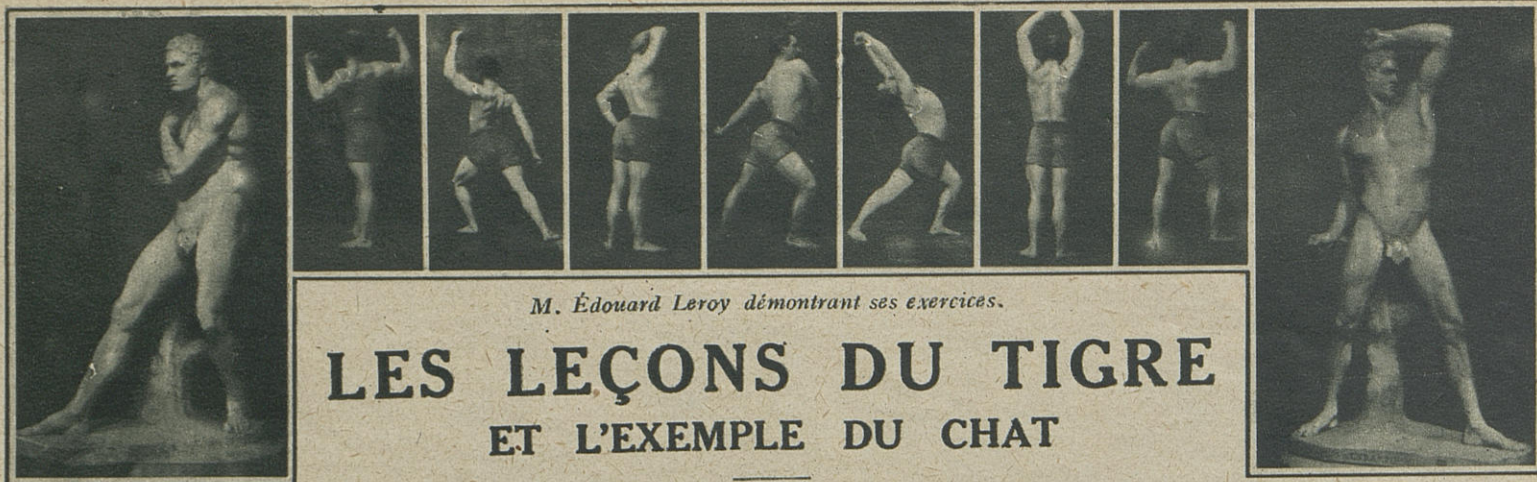 M. Édouard Leroy démontrant ses exercices.
LES LEÇONS DU TIGRE
ET L'EXEMPLE DU CHAT